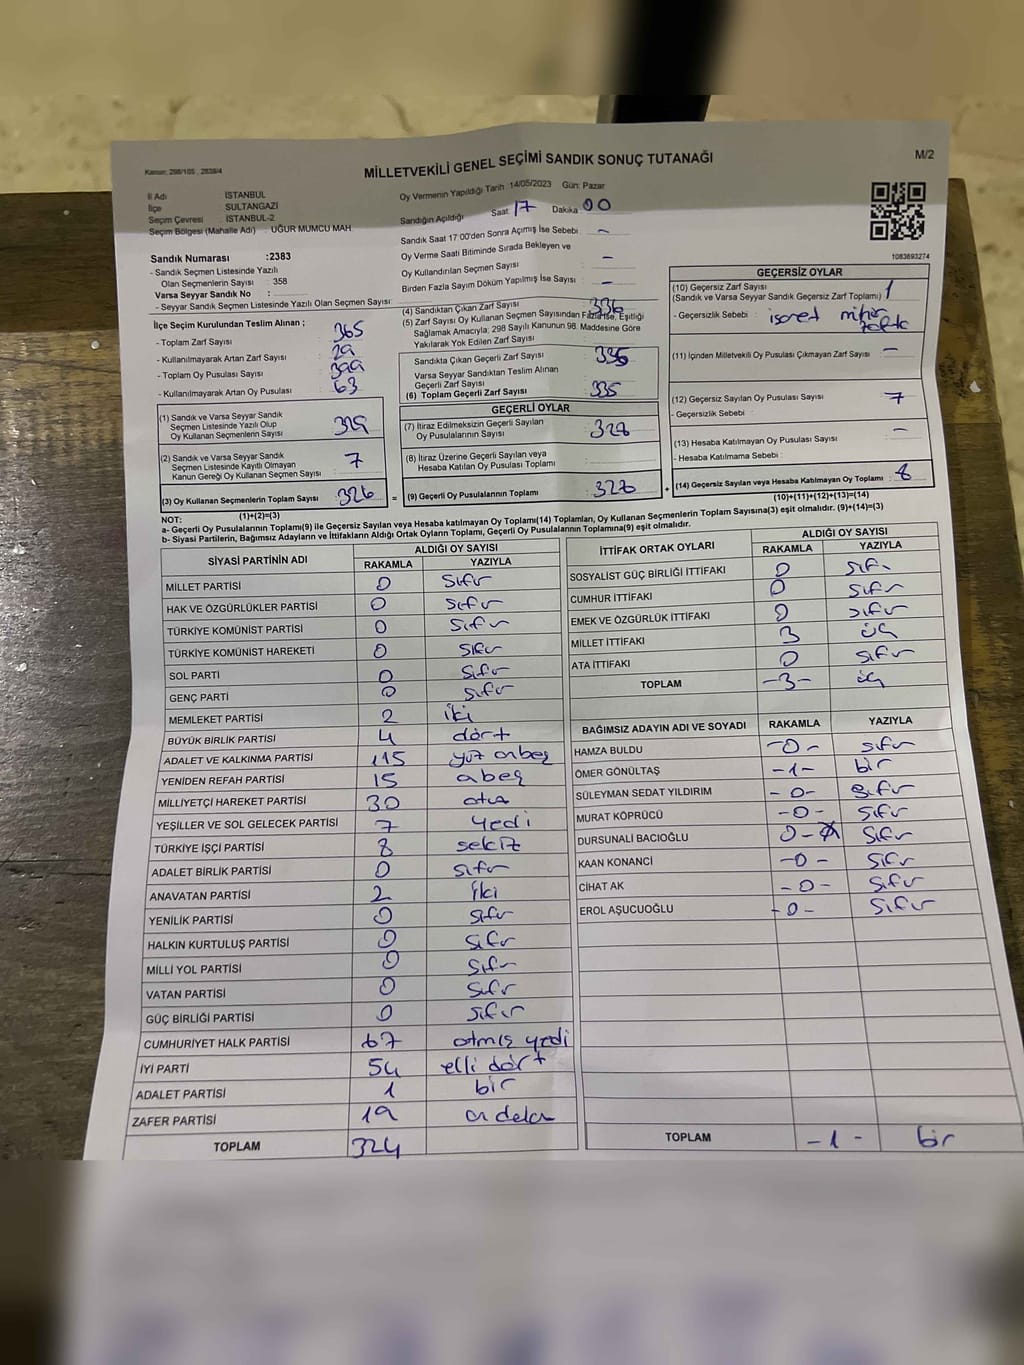 Kanun; 298/105 , 2839/4
MİLLETVEKİLİ GENEL SEÇİMİ SANDIK SONUÇ TUTANAĞI
M/2
İl Adı : İSTANBUL
İlçe : SULTANGAZİ
Seçim Çevresi : İSTANBUL-2
Seçim Bölgesi (Mahalle Adı) : UĞUR MUMCU MAH.
Sandık Numarası :2383
- Sandık Seçmen Listesinde Yazılı
Olan Seçmenlerin Sayısı : 358
Varsa Seyyar Sandık No :
- Seyyar Sandık Seçmen Listesinde Yazılı Olan Seçmen Sayısı:
Oy Vermenin Yapıldığı Tarih :14/05/2023 Gün: Pazar
Sandığın Açıldığı Saat 17 Dakika 00
Sandık Saat 17:00'den Sonra Açımış İse Sebebi : -
Oy Verme Saati Bitiminde Sırada Bekleyen ve
Oy Kullandırılan Seçmen Sayısı : -
Birden Fazla Sayım Döküm Yapılmış İse Sayısı : -
1083693274
İlçe Seçim Kurulundan Teslim Alınan ;
- Toplam Zarf Sayısı : 365
- Kullanılmayarak Artan Zarf Sayısı : 29
- Toplam Oy Pusulası Sayısı : 399
- Kullanılmayarak Artan Oy Pusulası : 63
(4) Sandıktan Çıkan Zarf Sayısı : 336
(5) Zarf Sayısı Oy Kullanan Seçmen Sayısından Fazla İse, Eşitliği
Sağlamak Amacıyla; 298 Sayılı Kanunun 98. Maddesine Göre
Yakılarak Yok Edilen Zarf Sayısı :
Sandıkta Çıkan Geçerli Zarf Sayısı : 335
Varsa Seyyar Sandıktan Teslim Alınan
Geçerli Zarf Sayısı :
(6) Toplam Geçerli Zarf Sayısı : 335
GEÇERSİZ OYLAR
(10) Geçersiz Zarf Sayısı
(Sandık ve Varsa Seyyar Sandık Geçersiz Zarf Toplamı) 1
- Geçersizlik Sebebi : işaret
(11) İçinden Milletvekili Oy Pusulası Çıkmayan Zarf Sayısı : -
(12) Geçersiz Sayılan Oy Pusulası Sayısı : 7
- Geçersizlik Sebebi :
(13) Hesaba Katılmayan Oy Pusulası Sayısı : -
- Hesaba Katılmama Sebebi :
(14) Geçersiz Sayılan veya Hesaba Katılmayan Oy Toplamı : 8
(10)+(11)+(12)+(13)=(14)
(1) Sandık ve Varsa Seyyar Sandık
Seçmen Listesinde Yazılı Olup
Oy Kullanan Seçmenlerin Sayısı : 329
(2) Sandık ve Varsa Seyyar Sandık
Seçmen Listesinde Kayıtlı Olmayan
Kanun Gereği Oy Kullanan Seçmen Sayısı : 7
(3) Oy Kullanan Seçmenlerin Toplam Sayısı :
(1)+(2)=(3)
GEÇERLİ OYLAR
(7) İtiraz Edilmeksizin Geçerli Sayılan
Oy Pusulalarının Sayısı : 328
(8) İtiraz Üzerine Geçerli Sayılan veya
Hesaba Katılan Oy Pusulası Toplamı :
= (9) Geçerli Oy Pusulalarının Toplamı : 328 +
NOT:
a- Geçerli Oy Pusulalarının Toplamı(9) ile Geçersiz Sayılan veya Hesaba katılmayan Oy Toplamı(14) Toplamları, Oy Kullanan Seçmenlerin Toplam Sayısına(3) eşit olmalıdır. (9)+(14)=(3)
b- Siyasi Partilerin, Bağımsız Adayların ve İttifakların Aldığı Ortak Oyların Toplamı, Geçerli Oy Pusulalarının Toplamına(9) eşit olmalıdır.
SİYASİ PARTİNİN ADI ALDIĞI OY SAYISI
RAKAMLA YAZIYLA
MİLLET PARTİSİ 0 sıfır
HAK VE ÖZGÜRLÜKLER PARTİSİ 0 sıfır
TÜRKİYE KOMÜNİST PARTİSİ 0 sıfır
TÜRKİYE KOMÜNİST HAREKETİ 0 sıfır
SOL PARTİ 0 sıfır
GENÇ PARTİ 0 sıfır
MEMLEKET PARTİSİ 2 iki
BÜYÜK BİRLİK PARTİSİ 4 dört
ADALET VE KALKINMA PARTİSİ 115 yüz onbeş
YENİDEN REFAH PARTİSİ 15 onbeş
MİLLİYETÇİ HAREKET PARTİSİ 30 otuz
YEŞİLLER VE SOL GELECEK PARTİSİ 7 yedi
TÜRKİYE İŞÇİ PARTİSİ 8 sekiz
ADALET BİRLİK PARTİSİ 0 sıfır
ANAVATAN PARTİSİ 2 iki
YENİLİK PARTİSİ 0 sıfır
HALKIN KURTULUŞ PARTİSİ 0 sıfır
MİLLİ YOL PARTİSİ 0 sıfır
VATAN PARTİSİ 0 sıfır
GÜÇ BİRLİĞİ PARTİSİ 0 sıfır
CUMHURİYET HALK PARTİSİ 67 atmış yedi
İYİ PARTİ 54 elli dört
ADALET PARTİSİ 1 bir
ZAFER PARTİSİ 19 on dokuz
TOPLAM 324
İTTİFAK ORTAK OYLARI ALDIĞI OY SAYISI
RAKAMLA YAZIYLA
SOSYALİST GÜÇ BİRLİĞİ İTTİFAKI 0 sıfır
CUMHUR İTTİFAKI 0 sıfır
EMEK VE ÖZGÜRLÜK İTTİFAKI 0 sıfır
MİLLET İTTİFAKI 3 üç
ATA İTTİFAKI 0 sıfır
TOPLAM -3- üç
BAĞIMSIZ ADAYIN ADI VE SOYADI RAKAMLA YAZIYLA
HAMZA BULDU -0- sıfır
ÖMER GÖNÜLTAŞ -1- bir
SÜLEYMAN SEDAT YILDIRIM -0- sıfır
MURAT KÖPRÜCÜ -0- sıfır
DURSUNALİ BACIOĞLU 0- sıfır
KAAN KONANCİ -0- sıfır
CİHAT AK -0- sıfır
EROL AŞUCUOĞLU -0- sıfır
TOPLAM -1- bir